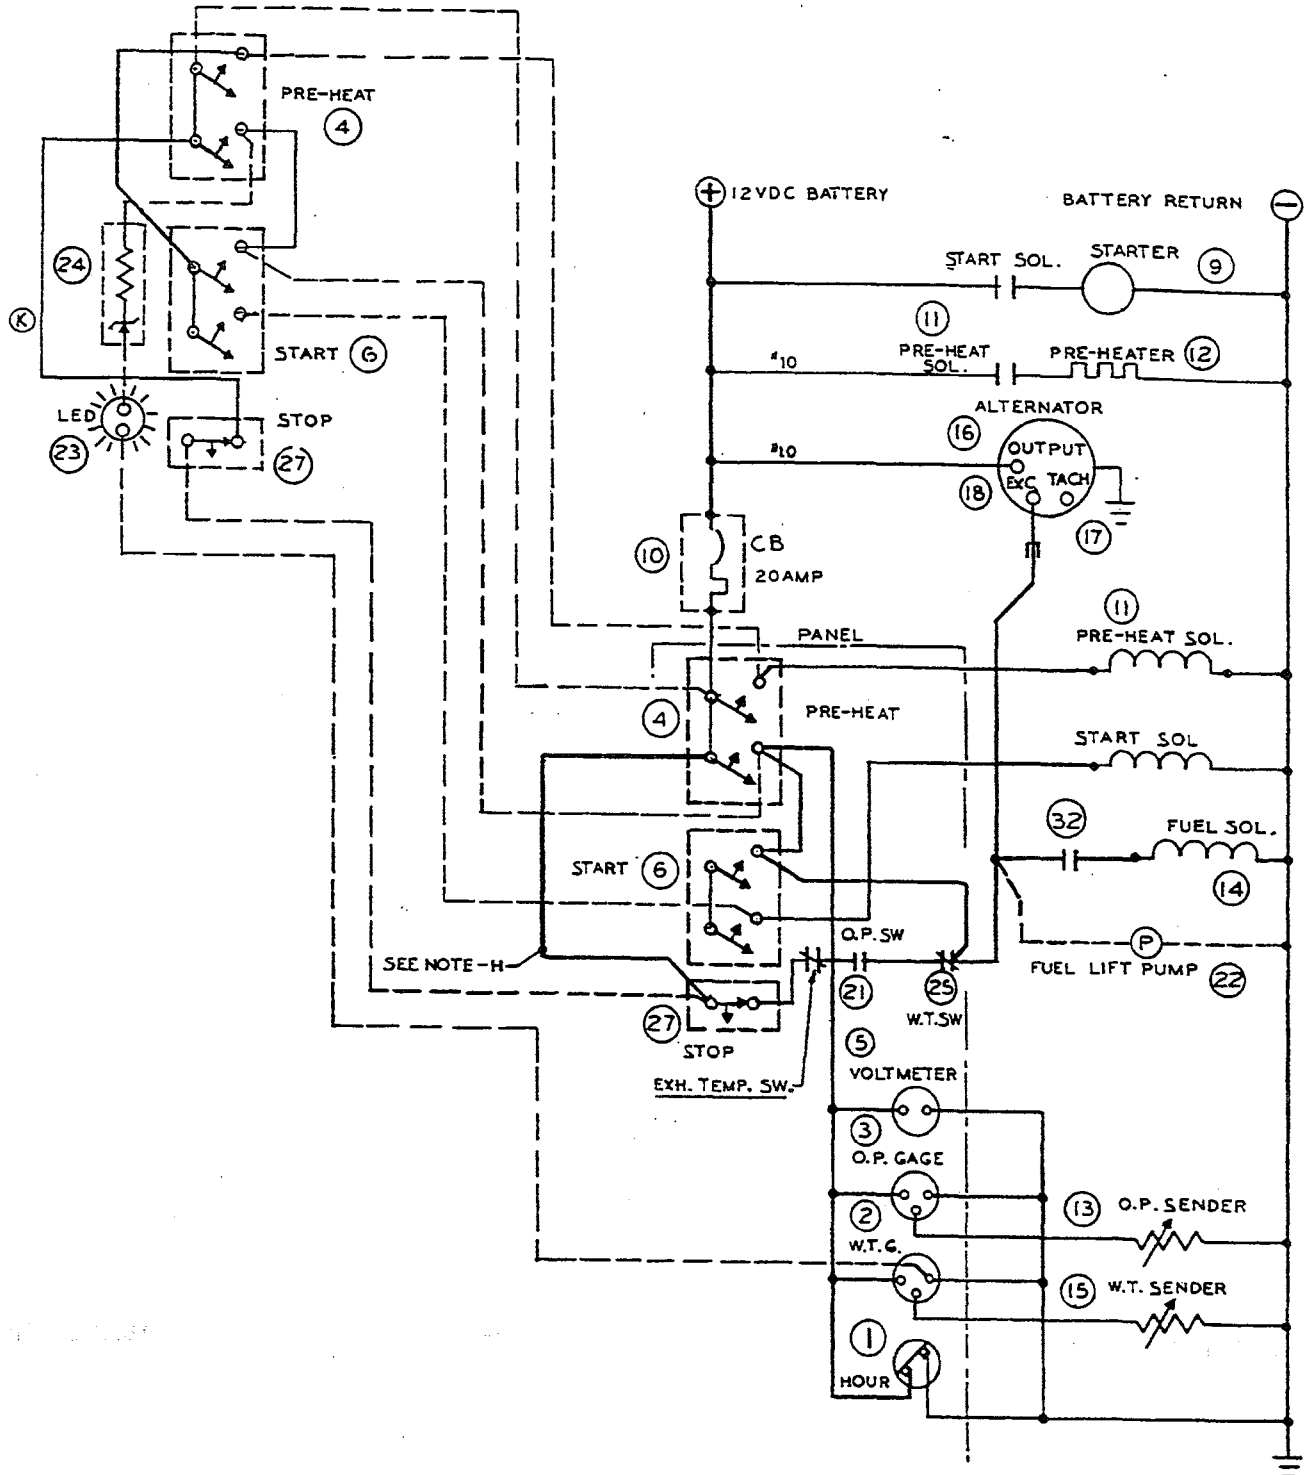 PRE-HEAT
4
+ 12VDC BATTERY
BATTERY RETURN
−
START SOL.
STARTER
9
24
K
START 6
11
PRE-HEAT
SOL.
#10
PRE-HEATER 12
LED
23
STOP
27
ALTERNATOR
16
OUTPUT
#10
18
EXC
TACH
17
10
CB
20 AMP
PANEL
11
PRE-HEAT SOL.
4
PRE-HEAT
START SOL
32
FUEL SOL.
14
START 6
O.P. SW
P
FUEL LIFT PUMP 22
SEE NOTE-H
21
25
W.T. SW
27
STOP
EXH. TEMP. SW.
5
VOLTMETER
3
O.P. GAGE
2
W.T.G.
13
O.P. SENDER
15
W.T. SENDER
1
HOUR